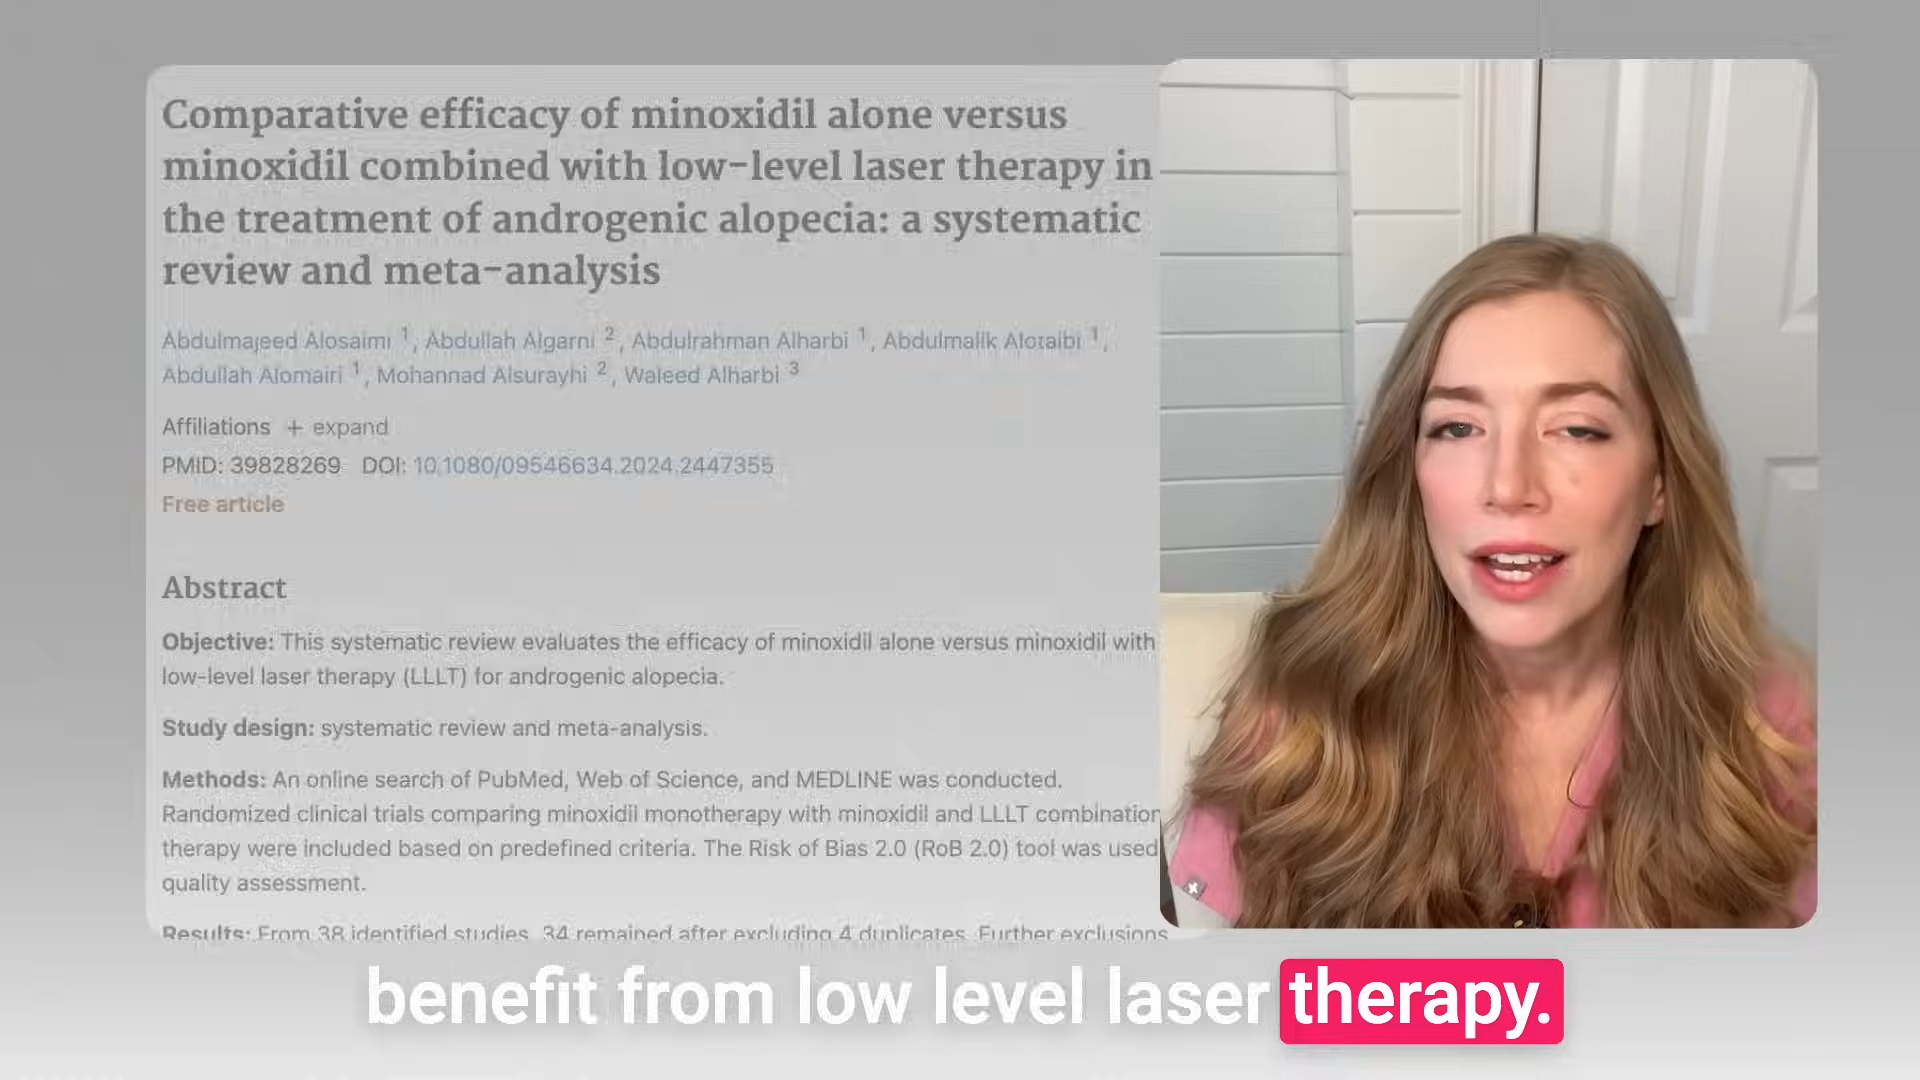 Comparative efficacy of minoxidil alone versus
minoxidil combined with low-level laser therapy in
the treatment of androgenic alopecia: a systematic
review and meta-analysis
Abdulmajeed Alosaimi 1, Abdullah Algarni 2, Abdulrahman Alharbi 1, Abdulmalik Alotaibi 1,
Abdullah Alomairi 1, Mohannad Alsurayhi 2, Waleed Alharbi 3
Affiliations + expand
PMID: 39828269 DOI: 10.1080/09546634.2024.2447355
Free article
Abstract
Objective: This systematic review evaluates the efficacy of minoxidil alone versus minoxidil with
low-level laser therapy (LLLT) for androgenic alopecia.
Study design: systematic review and meta-analysis.
Methods: An online search of PubMed, Web of Science, and MEDLINE was conducted.
Randomized clinical trials comparing minoxidil monotherapy with minoxidil and LLLT combination
therapy were included based on predefined criteria. The Risk of Bias 2.0 (RoB 2.0) tool was used
quality assessment.
Results: From 38 identified studies, 34 remained after excluding 4 duplicates. Further exclusions
benefit from low level laser therapy.